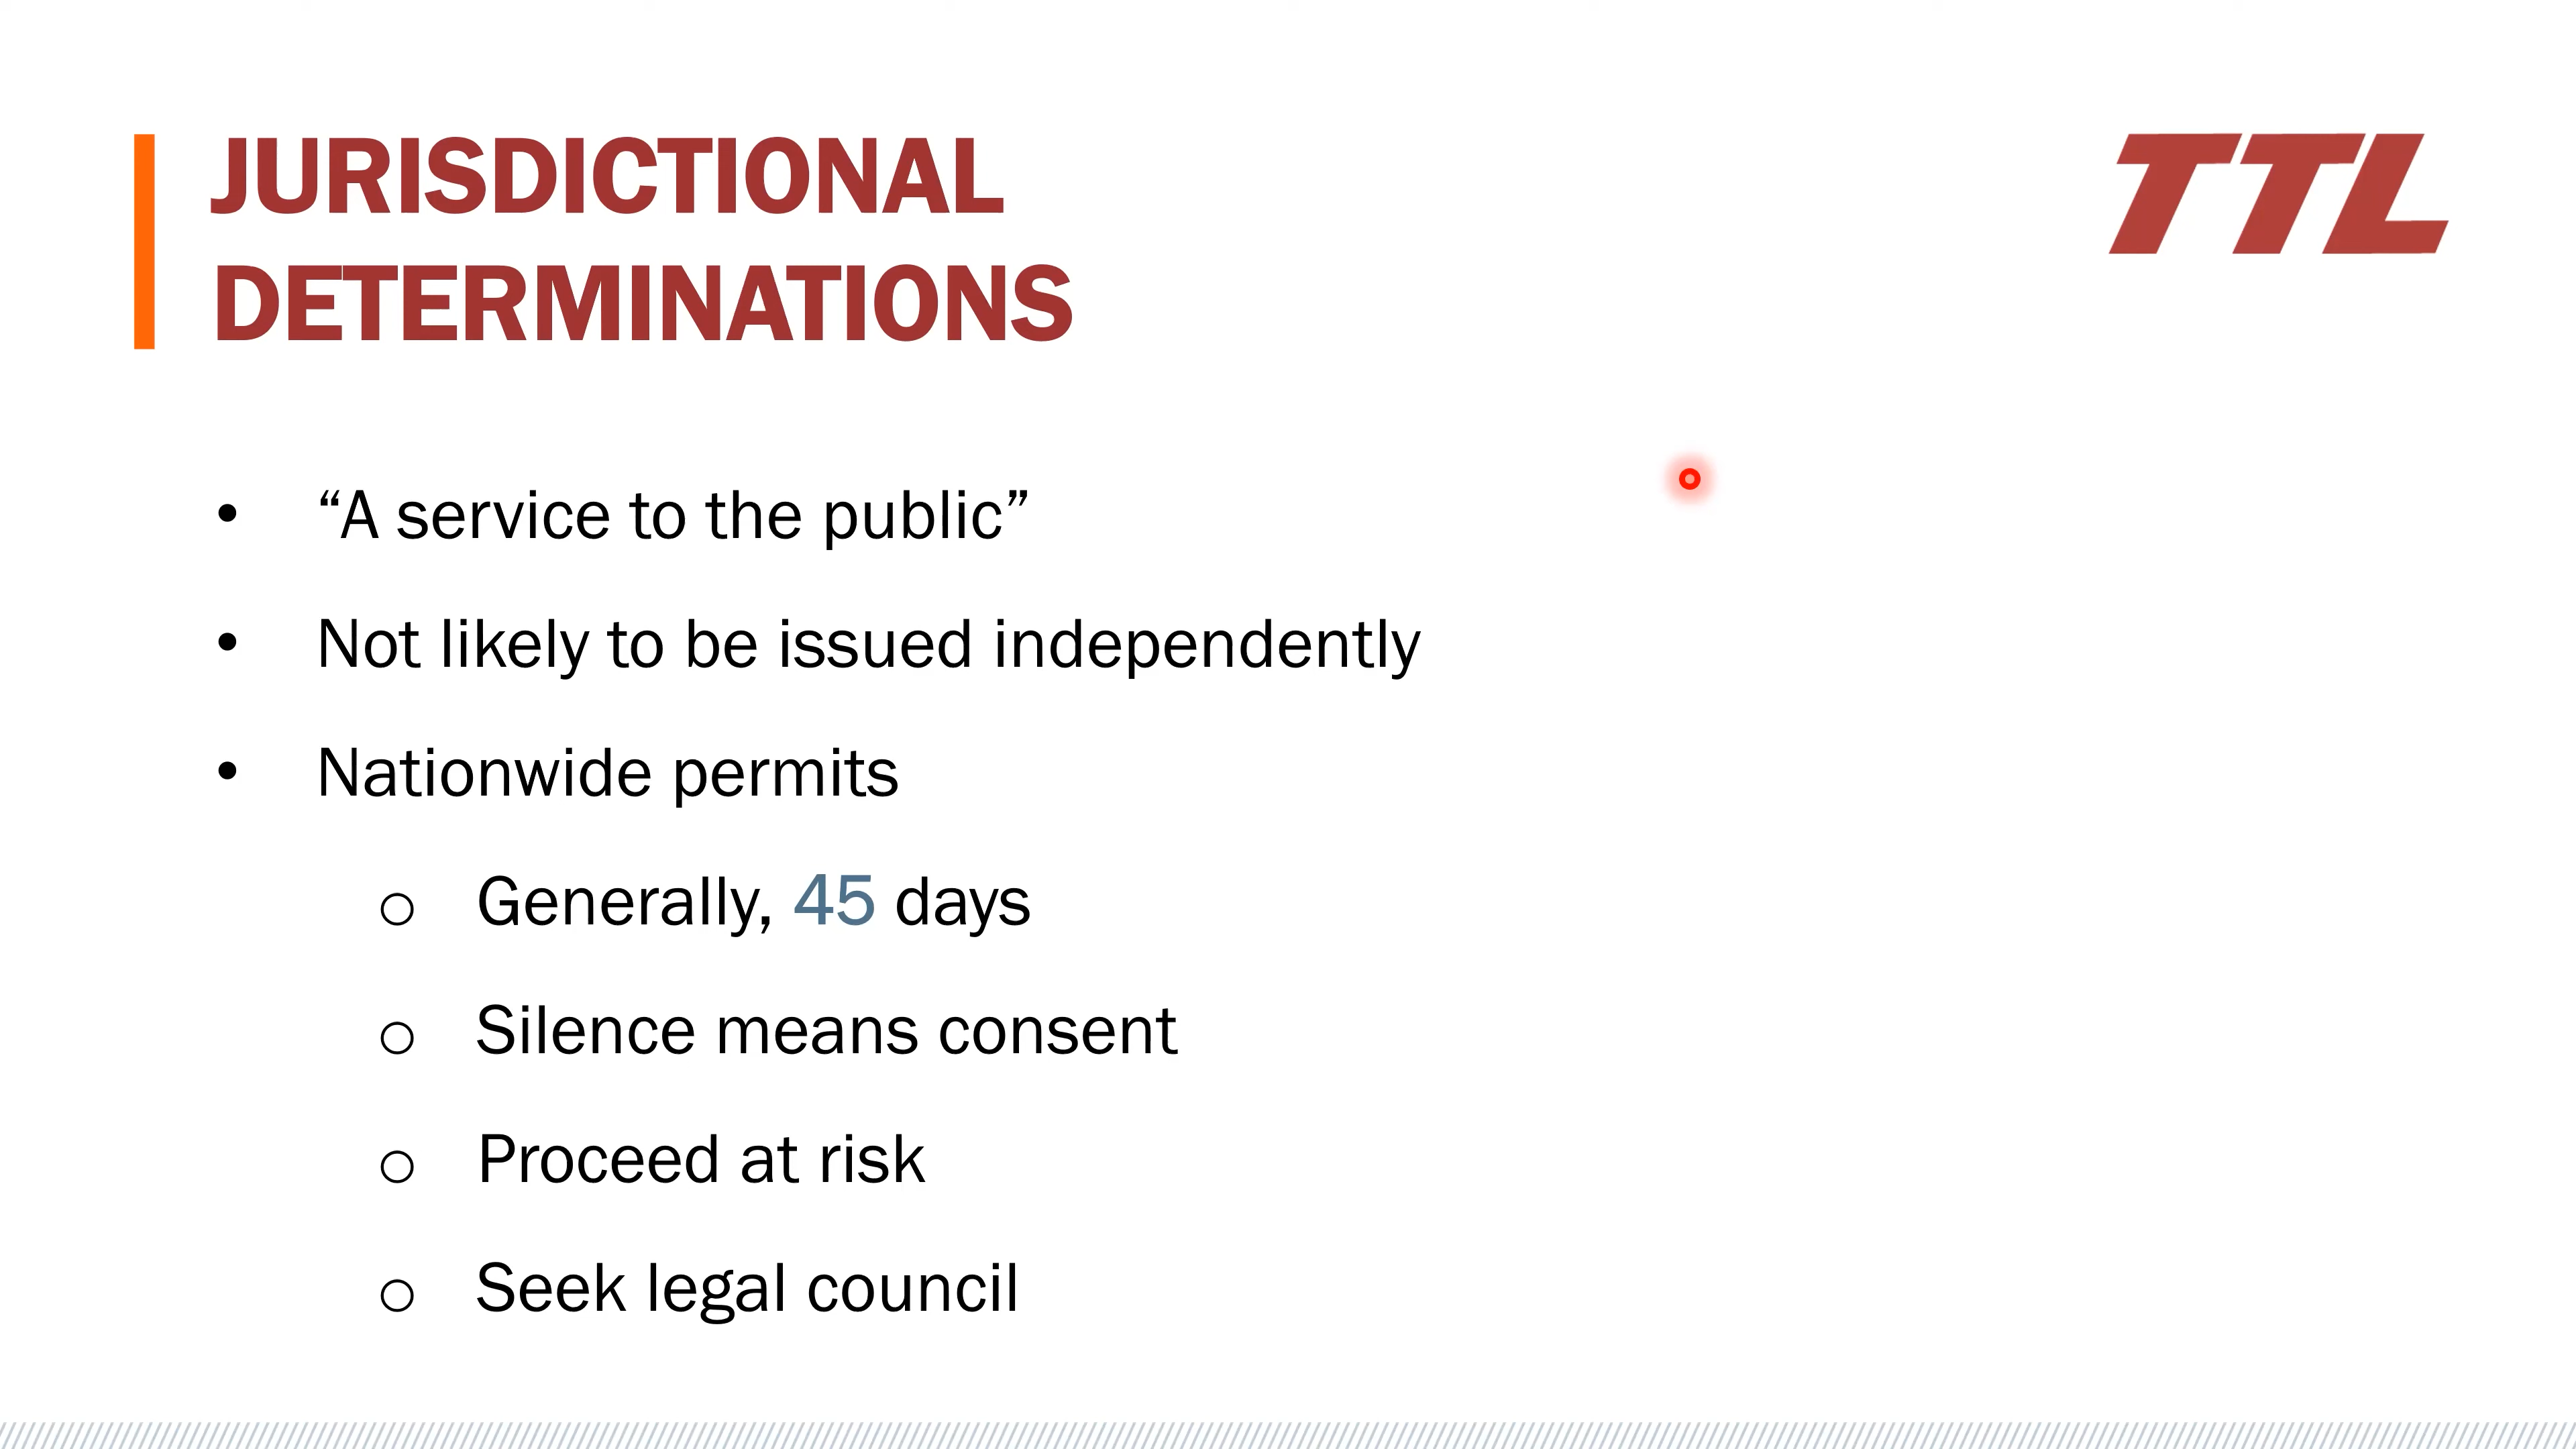 JURISDICTIONAL
DETERMINATIONS
TTL
• “A service to the public”
• Not likely to be issued independently
• Nationwide permits
o Generally, 45 days
o Silence means consent
o Proceed at risk
o Seek legal council